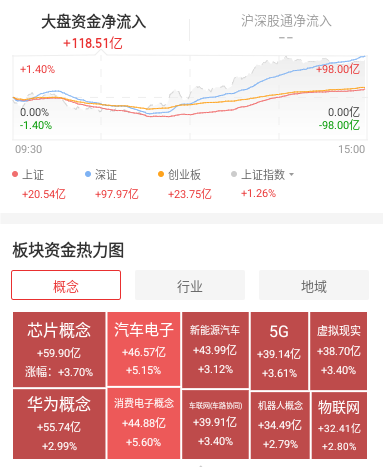 大盘资金净流入 沪深股通净流入
+118.51亿 --
+1.40% +98.00亿
0.00% 0.00亿
-1.40% -98.00亿
09:30 15:00
上证 深证 创业板 上证指数
+20.54亿 +97.97亿 +23.75亿 +1.26%
板块资金热力图
概念 行业 地域
芯片概念 汽车电子 新能源汽车 5G 虚拟现实
+59.90亿 +46.57亿 +43.99亿 +39.14亿 +38.70亿
涨幅：+3.70% +5.15% +3.12% +3.61% +3.40%
华为概念 消费电子概念 车联网(车路协同) 机器人概念 物联网
+55.74亿 +44.88亿 +39.91亿 +34.49亿 +32.41亿
+2.99% +5.60% +3.40% +2.79% +2.80%